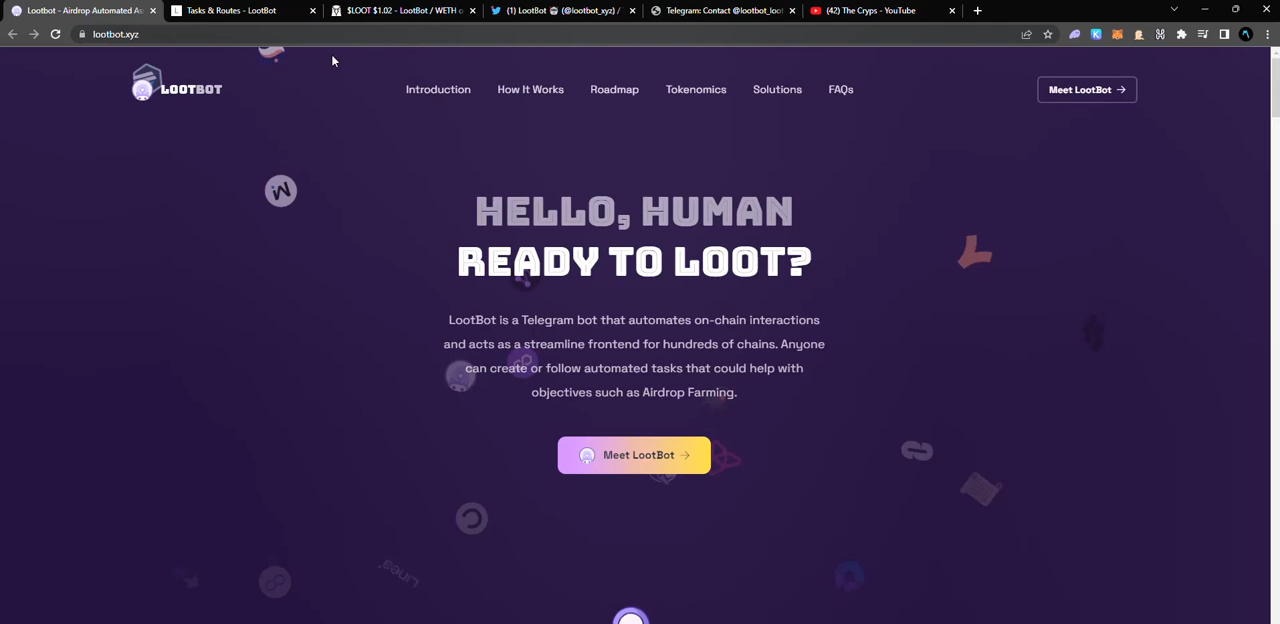 Lootbot - Airdrop Automated As
Tasks & Routes - LootBot
$LOOT $1.02 - LootBot / WETH o
(1) LootBot (@lootbot_xyz) /
Telegram: Contact @lootbot_loot
(42) The Cryps - YouTube
lootbot.xyz
LOOTBOT
Introduction
How It Works
Roadmap
Tokenomics
Solutions
FAQs
Meet LootBot →
HELLO, HUMAN
READY TO LOOT?
LootBot is a Telegram bot that automates on-chain interactions
and acts as a streamline frontend for hundreds of chains. Anyone
can create or follow automated tasks that could help with
objectives such as Airdrop Farming.
Meet LootBot →
Linea